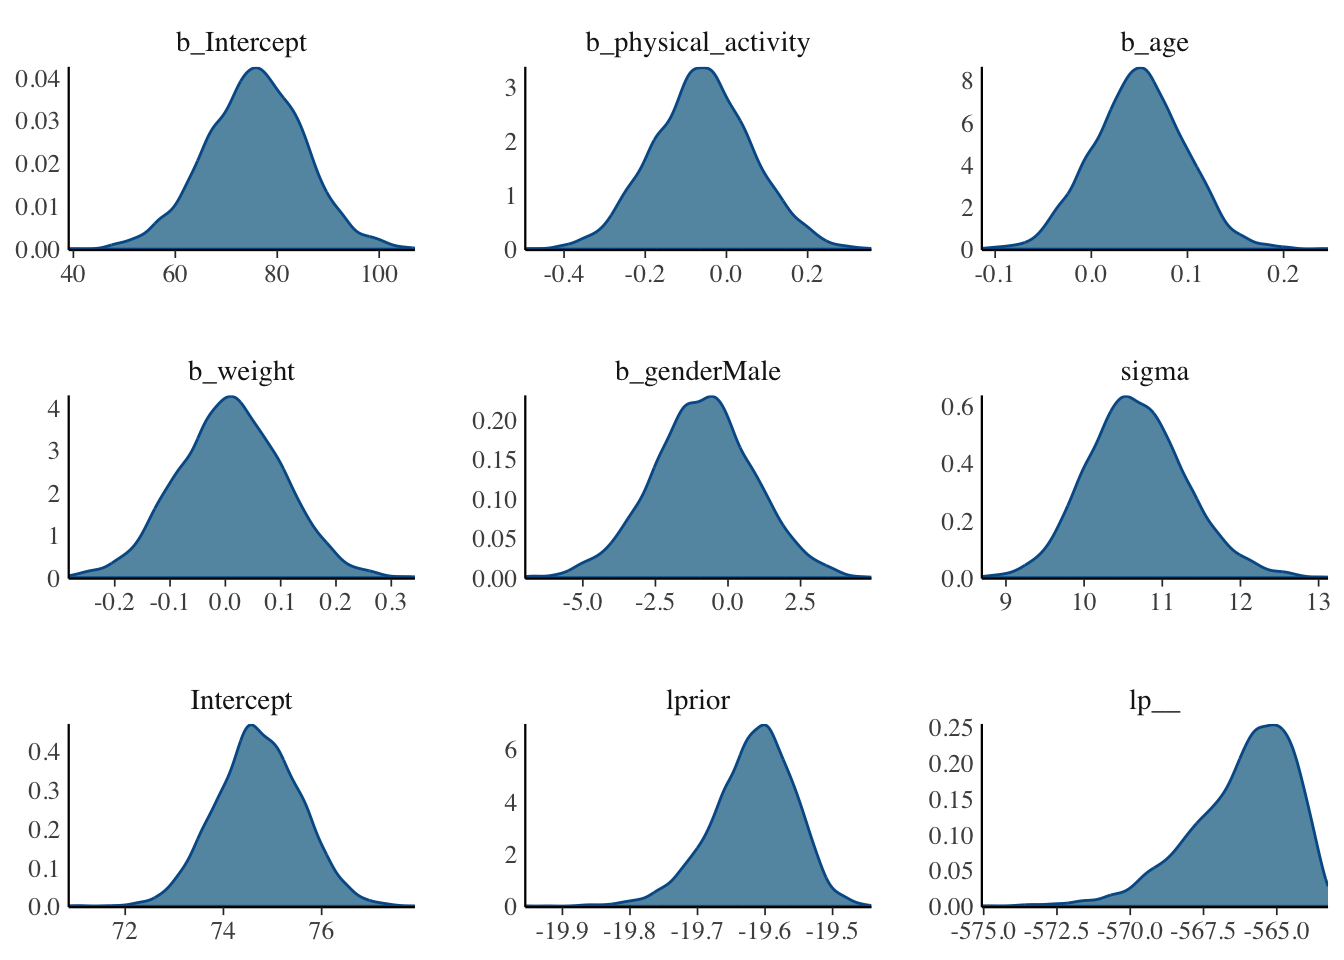 b_Intercept b_physical_activity b_age
0.04 0.03 0.02 0.01 0.00
40 60 80 100
3 2 1 0
-0.4 -0.2 0.0 0.2
8 6 4 2 0
-0.1 0.0 0.1 0.2
b_weight b_genderMale sigma
4 3 2 1 0
-0.2 -0.1 0.0 0.1 0.2 0.3
0.20 0.15 0.10 0.05 0.00
-5.0 -2.5 0.0 2.5
0.6 0.4 0.2 0.0
9 10 11 12 13
Intercept lprior lp__
0.4 0.3 0.2 0.1 0.0
72 74 76
6 4 2 0
-19.9 -19.8 -19.7 -19.6 -19.5
0.25 0.20 0.15 0.10 0.05 0.00
-575.0 -572.5 -570.0 -567.5 -565.0